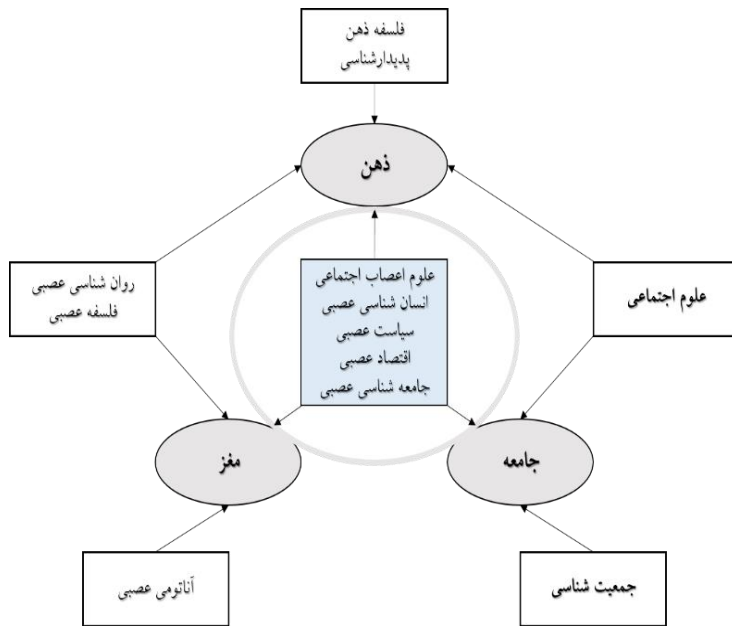 فلسفه ذهن
پدیدارشناسی
ذهن
علوم اعصاب اجتماعی
انسان شناسی عصبی
سیاست عصبی
اقتصاد عصبی
جامعه شناسی عصبی
علوم اجتماعی
روان شناسی عصبی
فلسفه عصبی
جامعه
مغز
جمعیت شناسی
آناتومی عصبی